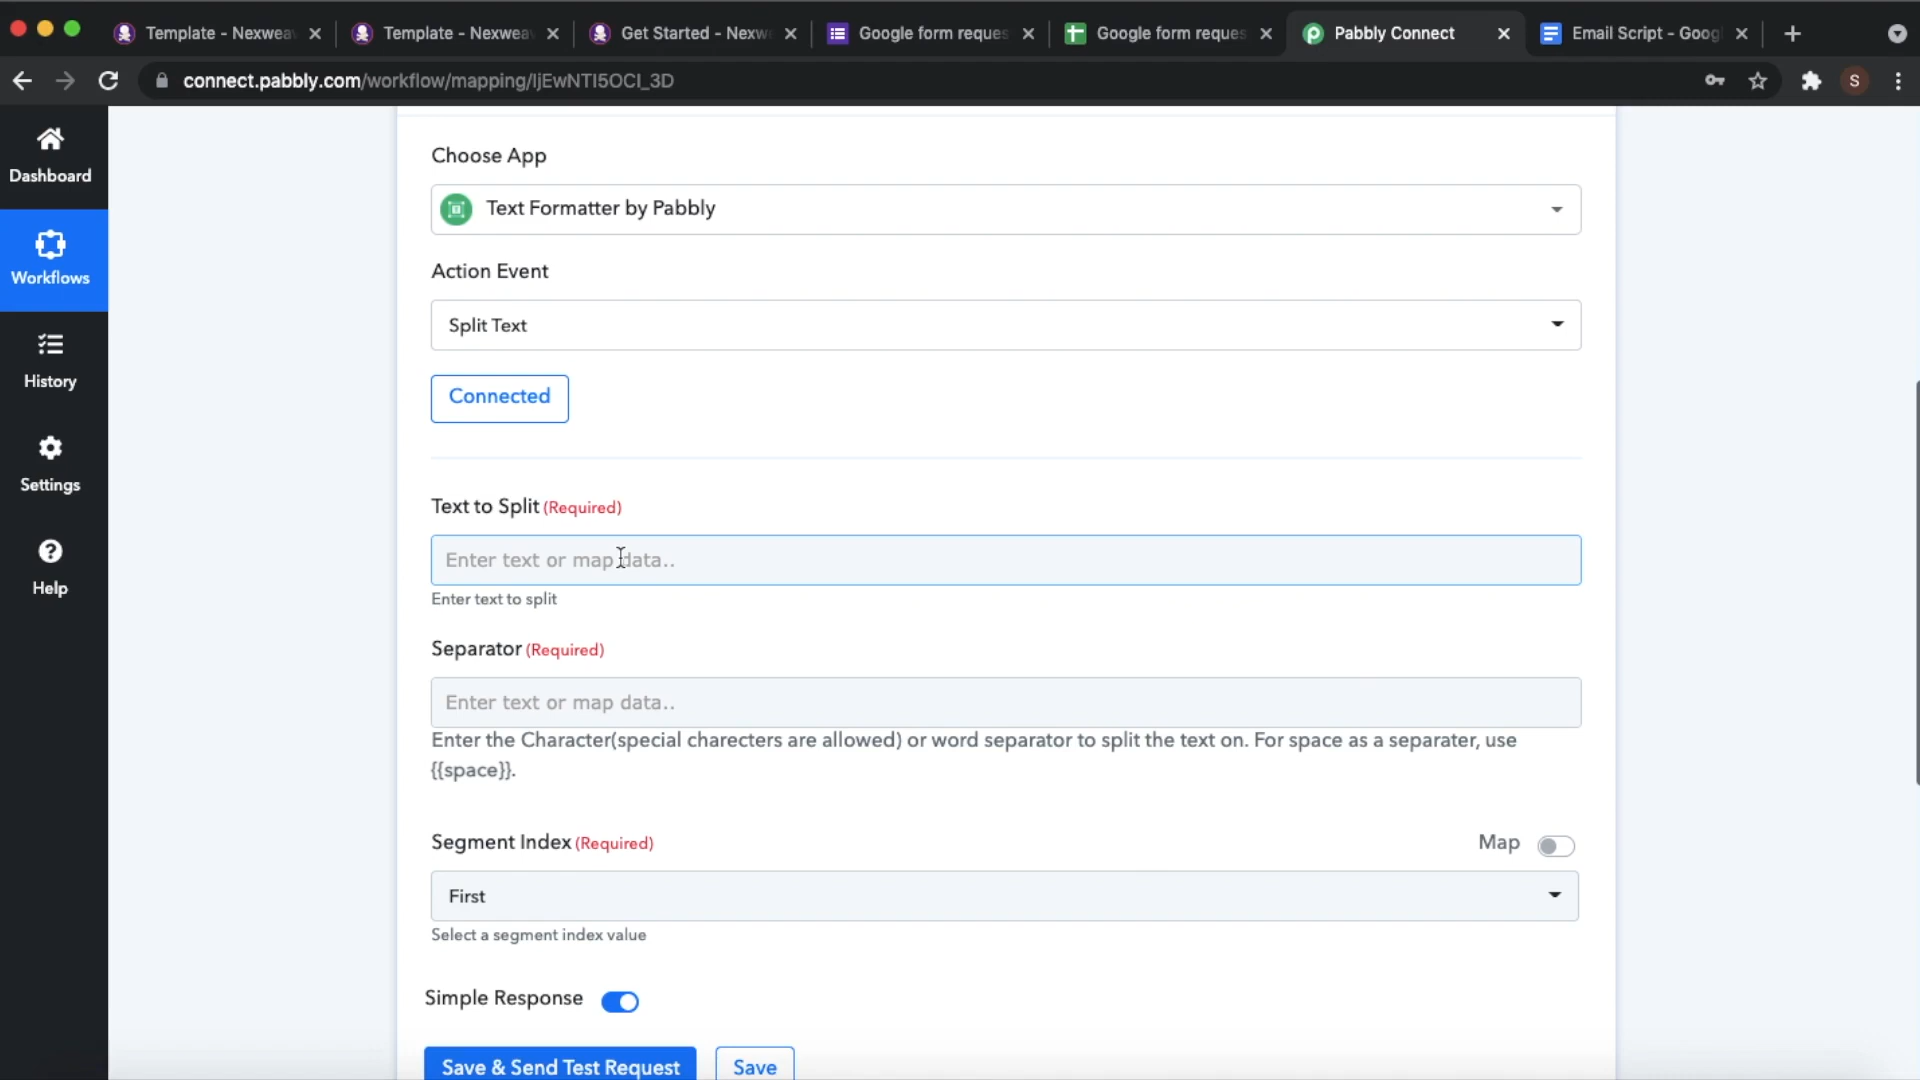 Template - Nexwea
Template - Nexwea
Get Started - Nexw
Google form reques
Google form reques
Pabbly Connect
Email Script - Goog
connect.pabbly.com/workflow/mapping/IjEwNTI5OCI_3D
S
Dashboard
Workflows
History
Settings
Help
Choose App
Text Formatter by Pabbly
Action Event
Split Text
Connected
Text to Split (Required)
Enter text or map data..
Enter text to split
Separator (Required)
Enter text or map data..
Enter the Character(special charecters are allowed) or word separator to split the text on. For space as a separater, use
{{space}}.
Segment Index (Required)
Map
First
Select a segment index value
Simple Response
Save & Send Test Request
Save